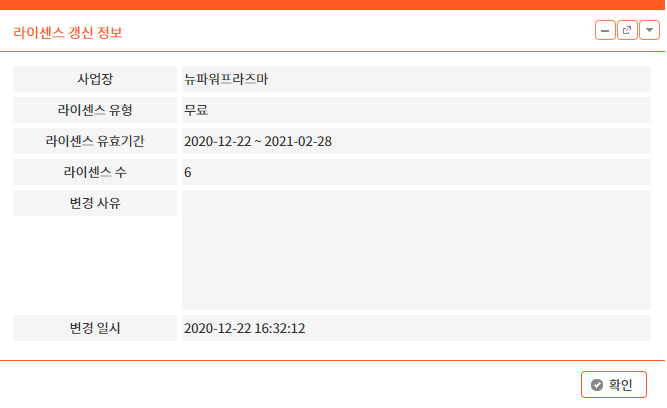 라이센스 갱신 정보
사업장 뉴파워프라즈마
라이센스 유형 무료
라이센스 유효기간 2020-12-22 ~ 2021-02-28
라이센스 수 6
변경 사유
변경 일시 2020-12-22 16:32:12
확인